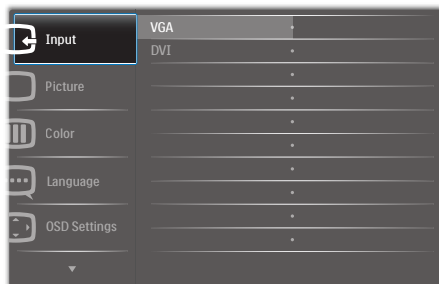 Input
VGA
DVI
Picture
Color
Language
OSD Settings